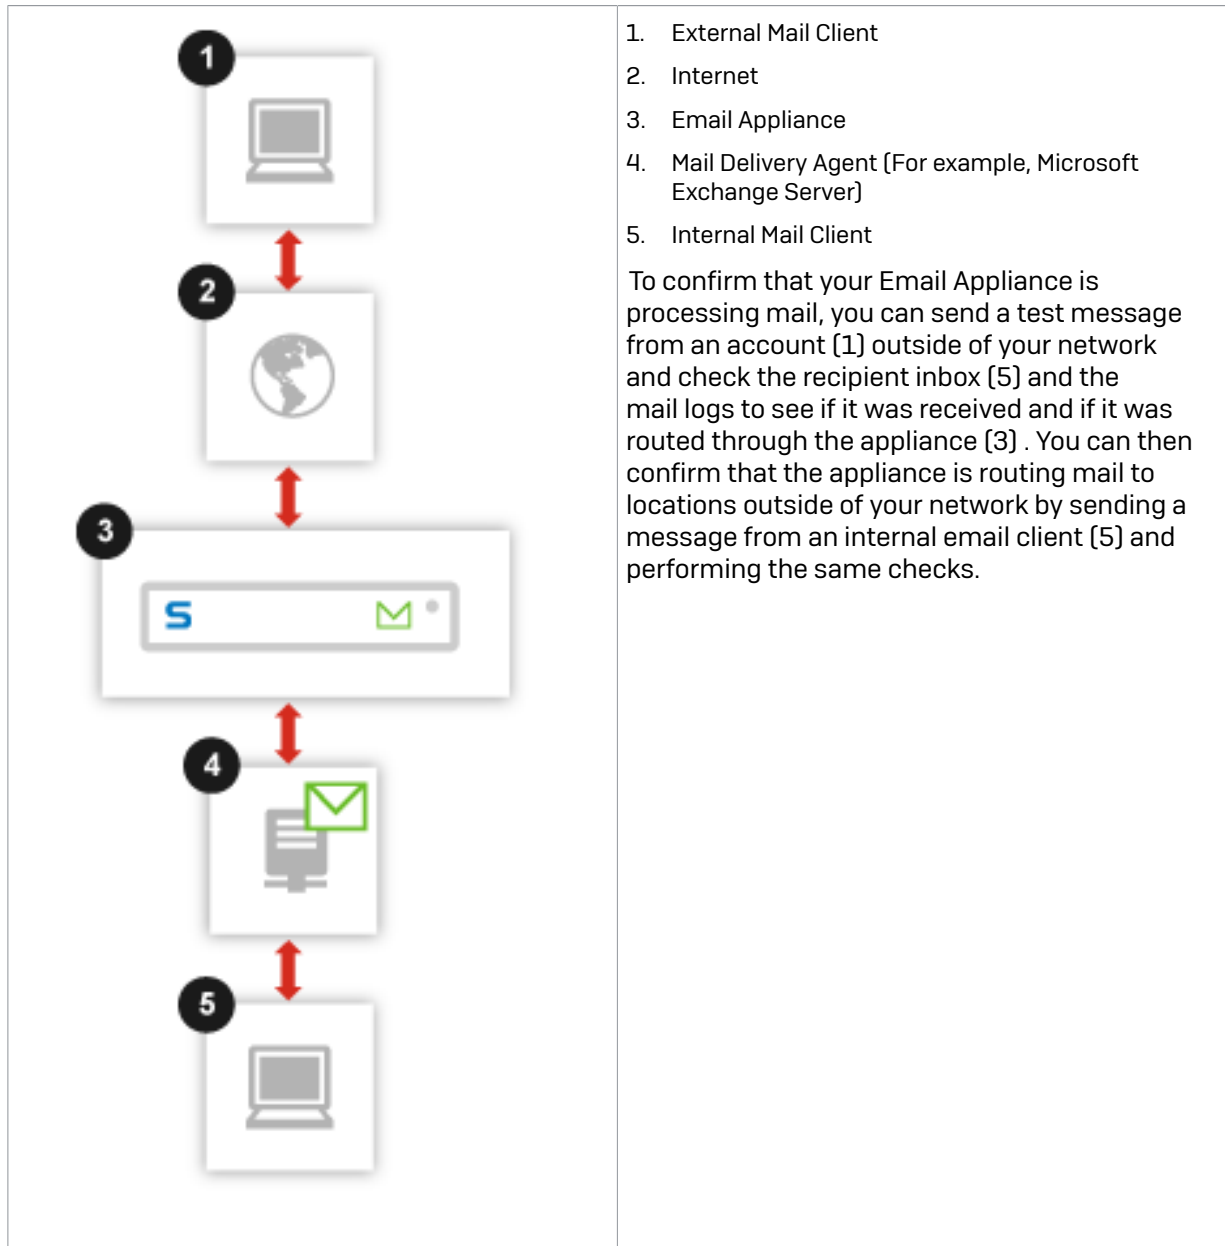 1
2
3
S
4
5
1. External Mail Client
2. Internet
3. Email Appliance
4. Mail Delivery Agent (For example, Microsoft
Exchange Server)
5. Internal Mail Client
To confirm that your Email Appliance is
processing mail, you can send a test message
from an account (1) outside of your network
and check the recipient inbox (5) and the
mail logs to see if it was received and if it was
routed through the appliance (3) . You can then
confirm that the appliance is routing mail to
locations outside of your network by sending a
message from an internal email client (5) and
performing the same checks.